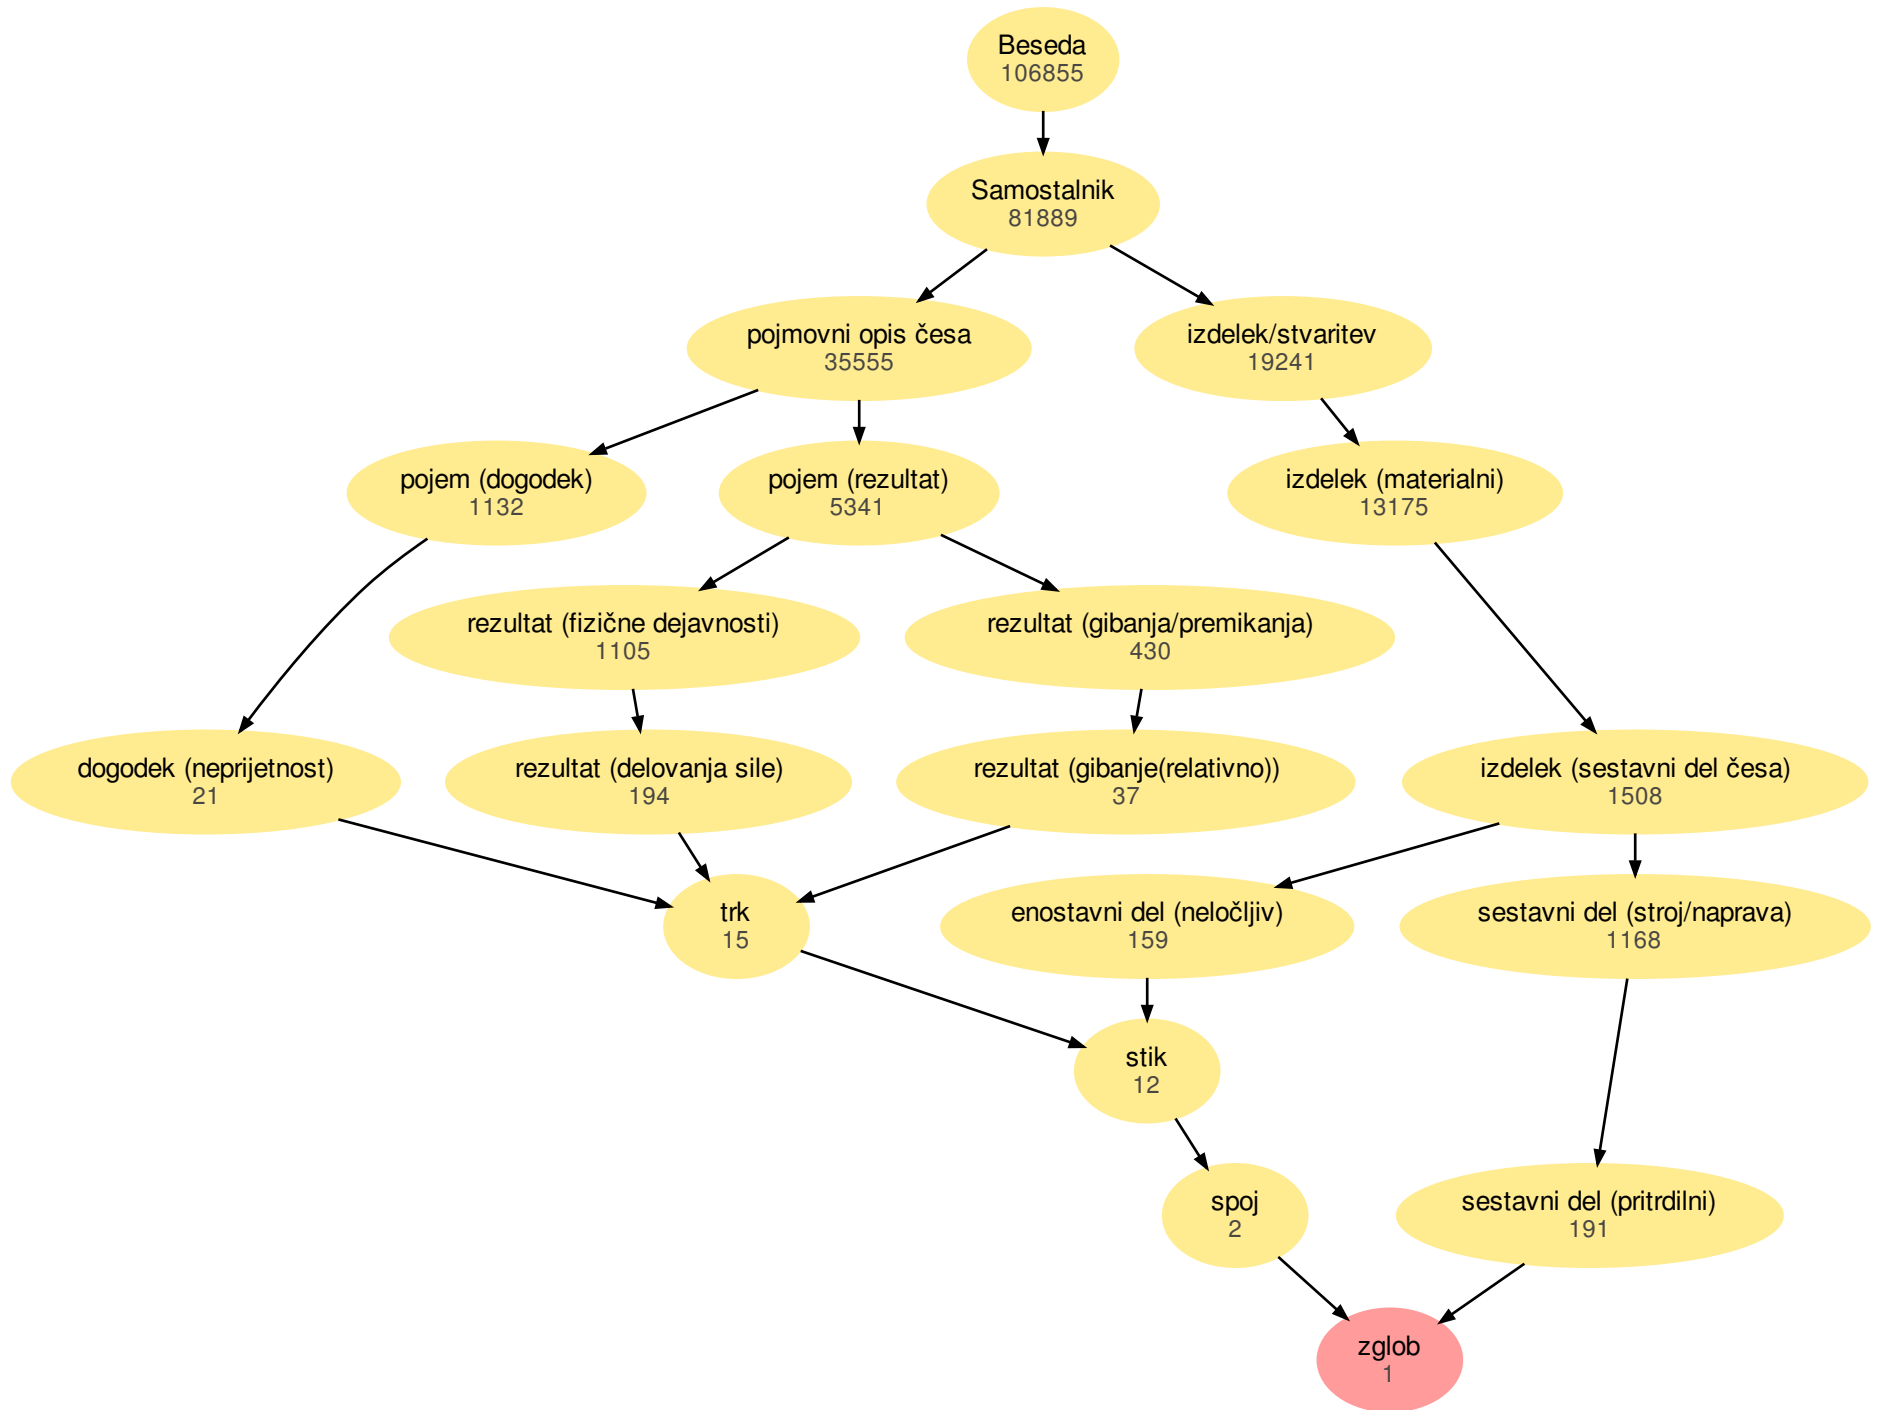 Beseda
106855
Samostalnik
81889
pojmovni opis česa
35555
izdelek/stvaritev
19241
pojem (dogodek)
1132
pojem (rezultat)
5341
izdelek (materialni)
13175
rezultat (fizične dejavnosti)
1105
rezultat (gibanja/premikanja)
430
dogodek (neprijetnost)
21
rezultat (delovanja sile)
194
rezultat (gibanje(relativno))
37
izdelek (sestavni del česa)
1508
trk
15
enostavni del (neločljiv)
159
sestavni del (stroj/naprava)
1168
stik
12
spoj
2
sestavni del (pritrdilni)
191
zglob
1